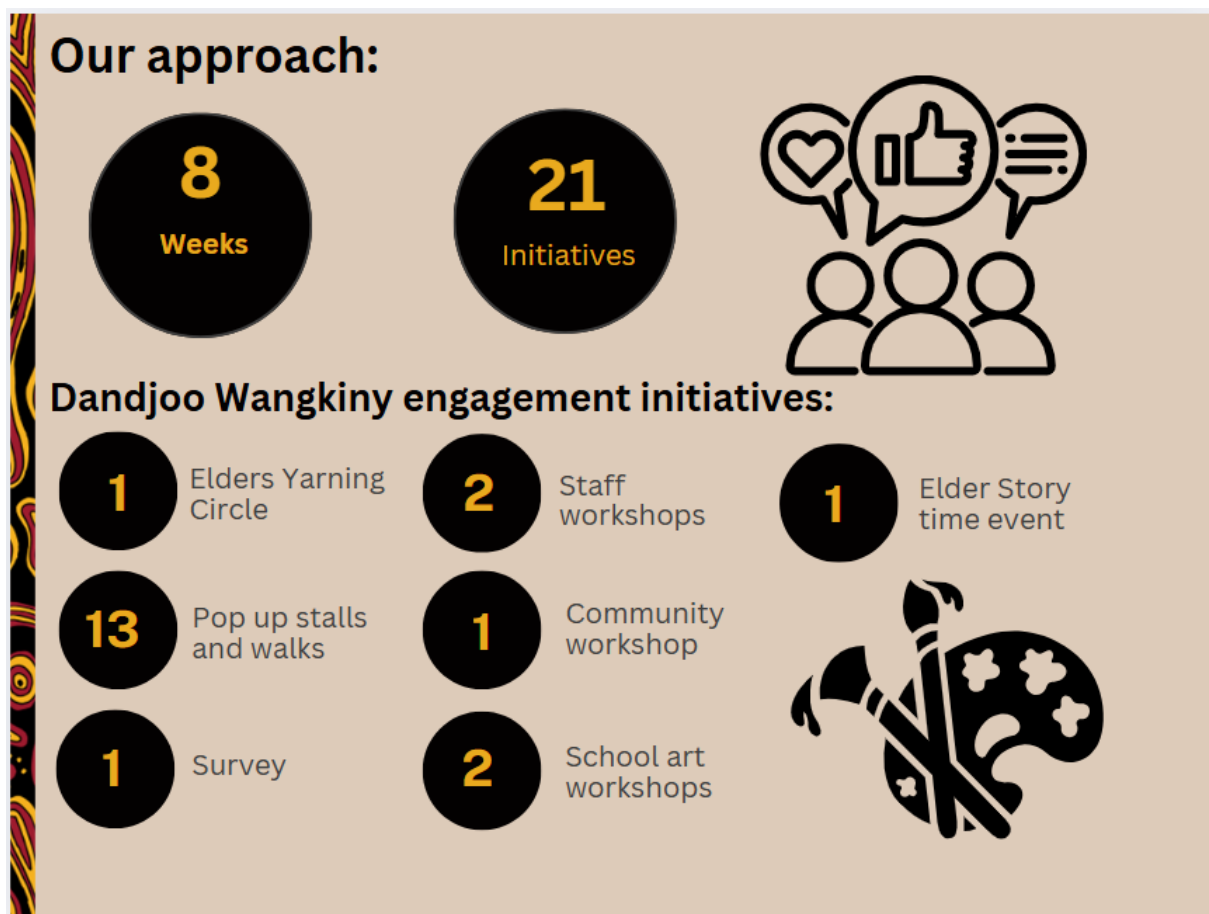 Our approach:
8
Weeks
21
Initiatives
Dandjoo Wangkiny engagement initiatives:
1
Elders Yarning
Circle
2
Staff
workshops
1
Elder Story
time event
13
Pop up stalls
and walks
1
Community
workshop
1
Survey
2
School art
workshops